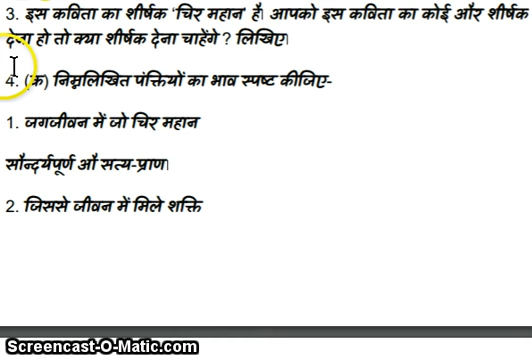 3. इस कविता का शीर्षक 'चिर महान' है। आपको इस कविता का कोई और शीर्षक
देना हो तो क्या शीर्षक देना चाहेंगे ? लिखिए।
4. (क) निम्नलिखित पंक्तियों का भाव स्पष्ट कीजिए-
1. जगजीवन में जो चिर महान
सौन्दर्यपूर्ण औ सत्य-प्राण।
2. जिससे जीवन में मिले शक्ति
Screencast-O-Matic.com